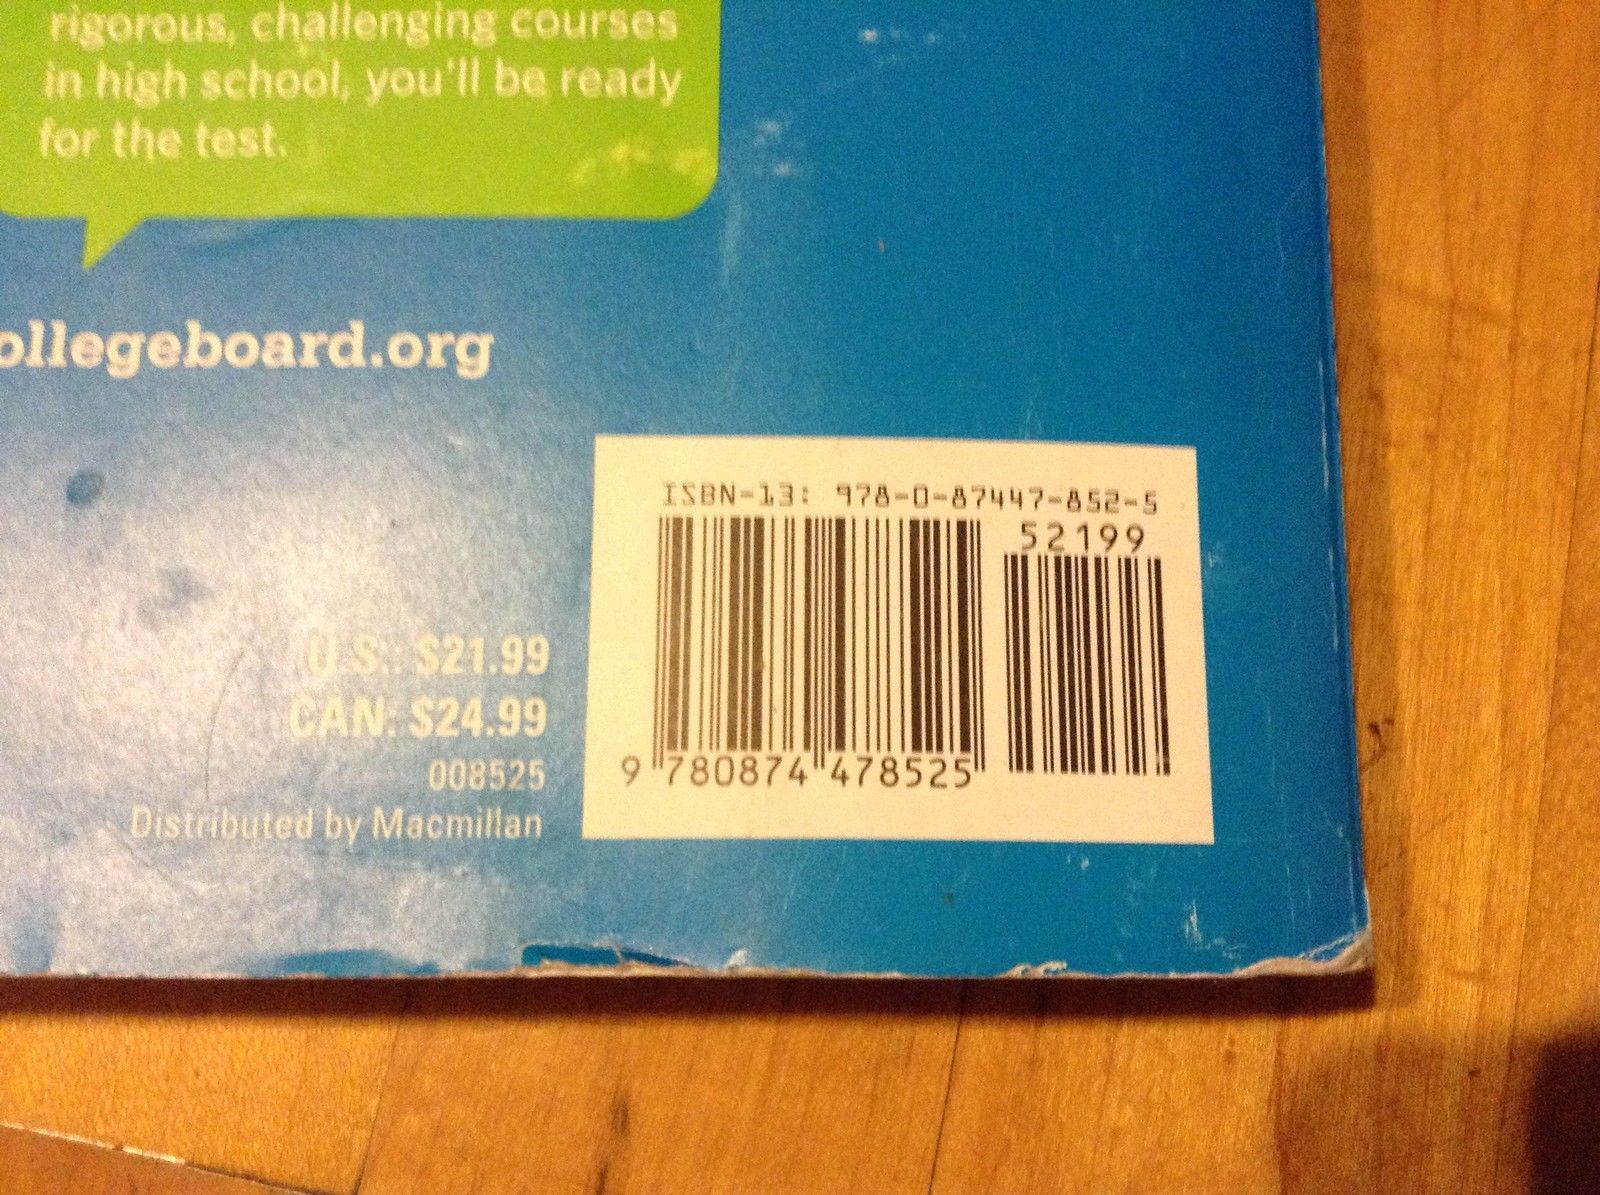 rigorous, challenging courses
in high school, you'll be ready
for the test.
ollegeboard.org
ISBN-13: 978-0-87447-852-5
52199
9 780874 478525
U.S.: $21.99
CAN: $24.99
008525
Distributed by Macmillan